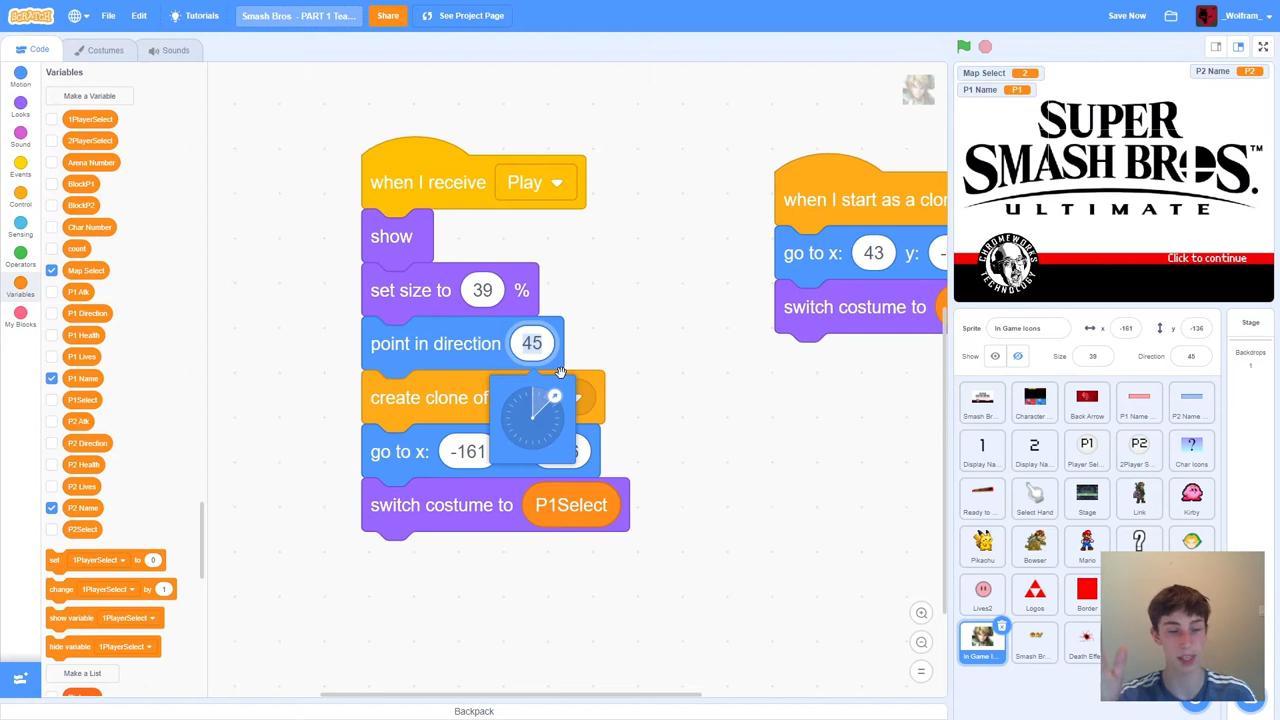 SCRATCH File Edit Tutorials Smash Bros - PART 1 Tea... Share See Project Page Save Now _Wolfram_
Code Costumes Sounds
Motion
Looks
Sound
Events
Control
Sensing
Operators
Variables
My Blocks
Variables
Make a Variable
1PlayerSelect
2PlayerSelect
Arena Number
BlockP1
BlockP2
Char Number
count
Map Select
P1 Atk
P1 Direction
P1 Health
P1 Lives
P1 Name
P1Select
P2 Atk
P2 Direction
P2 Health
P2 Lives
P2 Name
P2Select
set 1PlayerSelect to 0
change 1PlayerSelect by 1
show variable 1PlayerSelect
hide variable 1PlayerSelect
Make a List
when I receive Play
show
set size to 39 %
point in direction 45
create clone of
go to x: -161
switch costume to P1Select
when I start as a clo
go to x: 43 y: -
switch costume to
Backpack
Map Select 2
P2 Name P2
P1 Name P1
SUPER
SMASH BROS.
ULTIMATE
CHROMEWORKS
TECHNOLOGY
Click to continue
Sprite In Game Icons x -161 y -136
Show Size 39 Direction 45
Stage
Backdrops
1
Smash Br... Character ... Back Arrow P1 Name ... P2 Name ...
1 2 P1 P2 ?
Display Na... Display Na... Player Sel... 2Player S... Char Icons
Ready to ... Select Hand Stage Link Kirby
Pikachu Bowser Mario
Lives2 Logos Border
In Game I... Smash Br... Death Effe